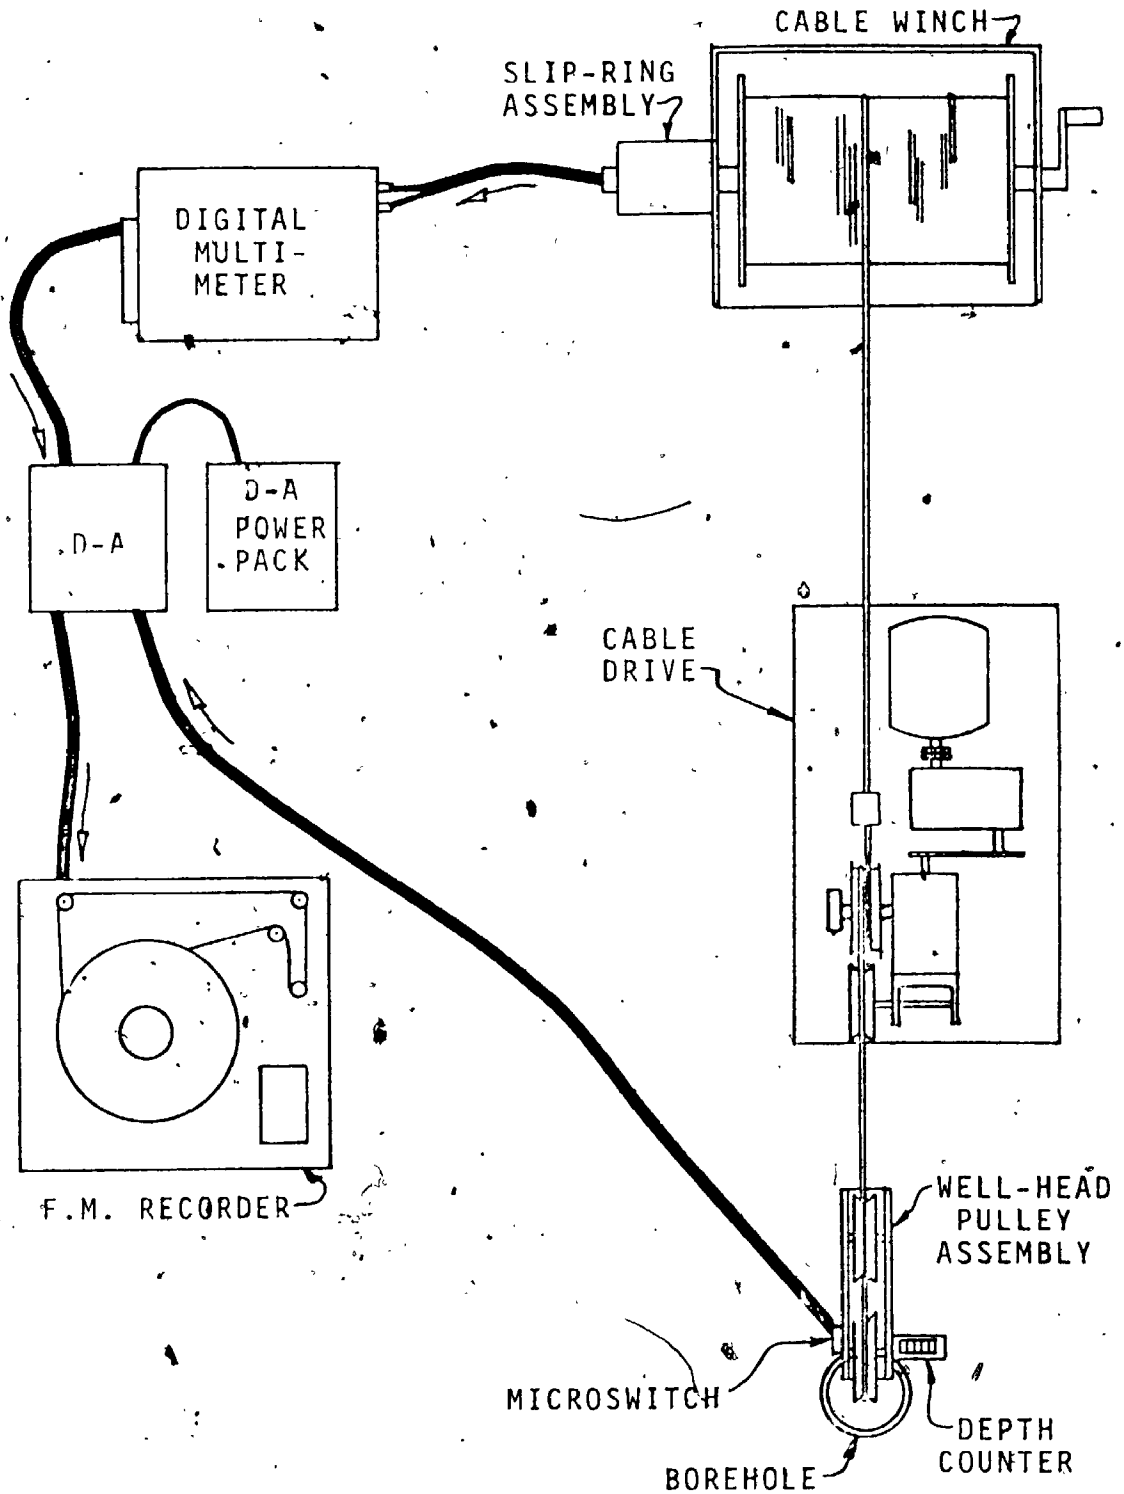 CABLE WINCH
SLIP-RING
ASSEMBLY
DIGITAL
MULTI-
METER
D-A
D-A
POWER
PACK
CABLE
DRIVE
F.M. RECORDER
WELL-HEAD
PULLEY
ASSEMBLY
MICROSWITCH
DEPTH
COUNTER
BOREHOLE